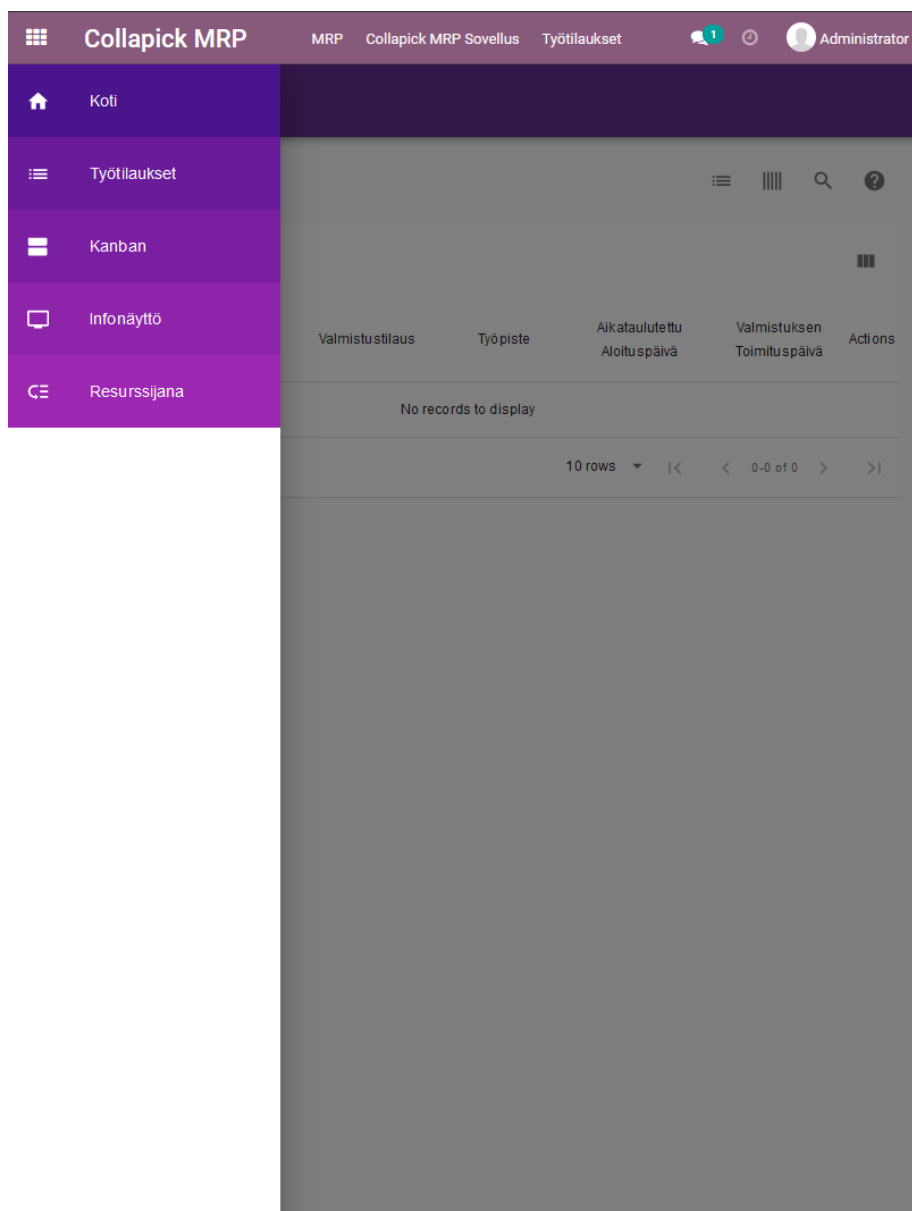 Collapick MRP MRP Collapick MRP Sovellus Työtilaukset 1 Administrator
Koti
Työtilaukset
Kanban
Infonäyttö
Resurssijana
Valmistustilaus Työpiste Aikataulutettu Valmistuksen Actions
Aloituspäivä Toimituspäivä
No records to display
10 rows 0-0 of 0